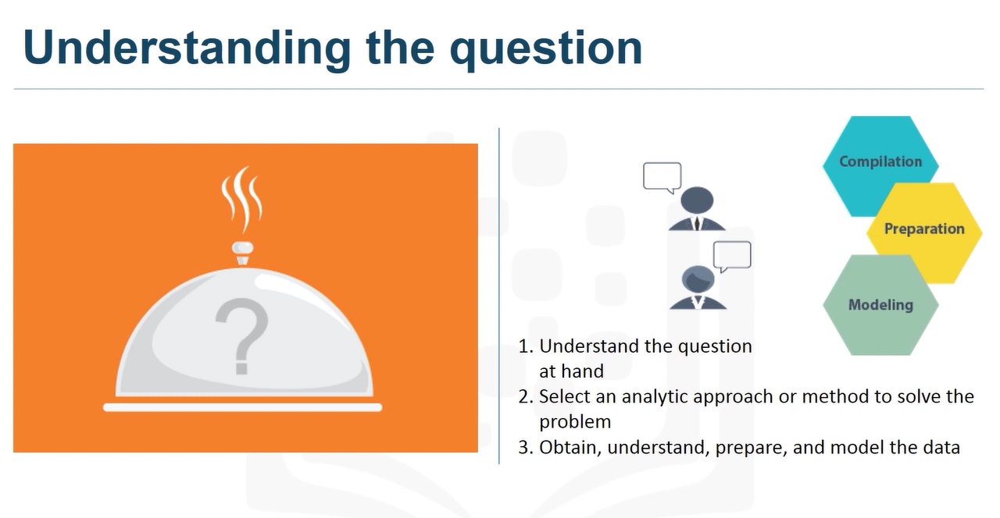 Understanding the question
?
Compilation
Preparation
Modeling
1. Understand the question
at hand
2. Select an analytic approach or method to solve the
problem
3. Obtain, understand, prepare, and model the data